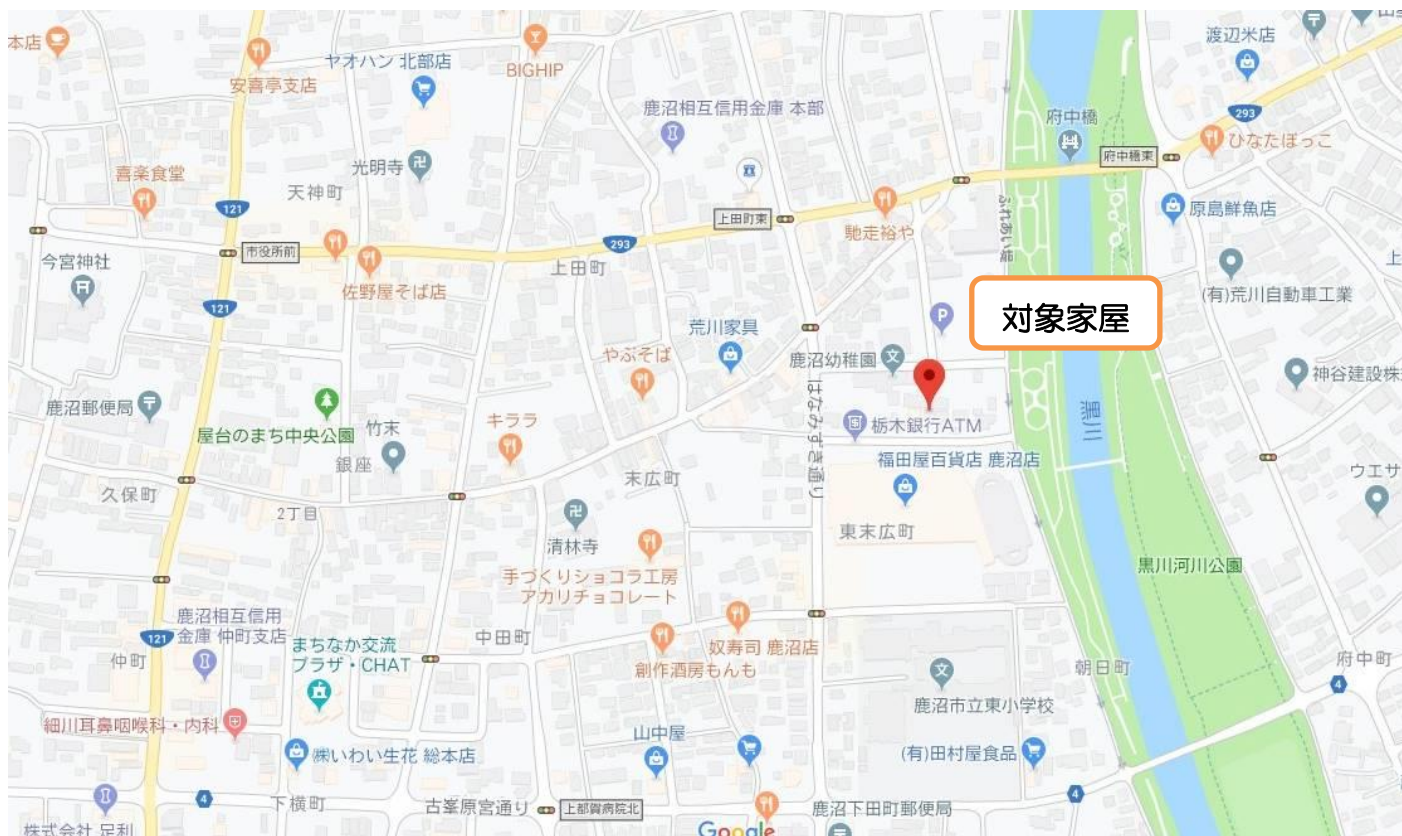 本店
安喜亭支店
ヤオハン 北部店
BIGHIP
渡辺米店
鹿沼相互信用金庫 本部
293
府中橋
府中橋東
ひなたぼっこ
喜楽食堂
天神町
光明寺
121
上田町東
馳走裕や
ふれあい堤
原島鮮魚店
市役所前
293
今宮神社
佐野屋そば店
上田町
上
(有)荒川自動車工業
121
対象家屋
荒川家具
P
やぶそば
鹿沼幼稚園
はなみずき通り
神谷建設株
鹿沼郵便局
屋台のまち中央公園
竹末
銀座
キララ
栃木銀行ATM
黒川
福田屋百貨店 鹿沼店
久保町
2丁目
末広町
ウエサ
清林寺
東末広町
手づくりショコラ工房
アカリチョコレート
黒川河川公園
鹿沼相互信用
金庫 仲町支店
121
まちなか交流
プラザ・CHAT
中田町
奴寿司 鹿沼店
創作酒房もんも
仲町
朝日町
府中町
4
鹿沼市立東小学校
細川耳鼻咽喉科・内科
山中屋
㈱いわい生花 総本店
(有)田村屋食品
4
下横町
古峯原宮通り
上都賀病院北
4
鹿沼下田町郵便局
株式会社 足利
Google